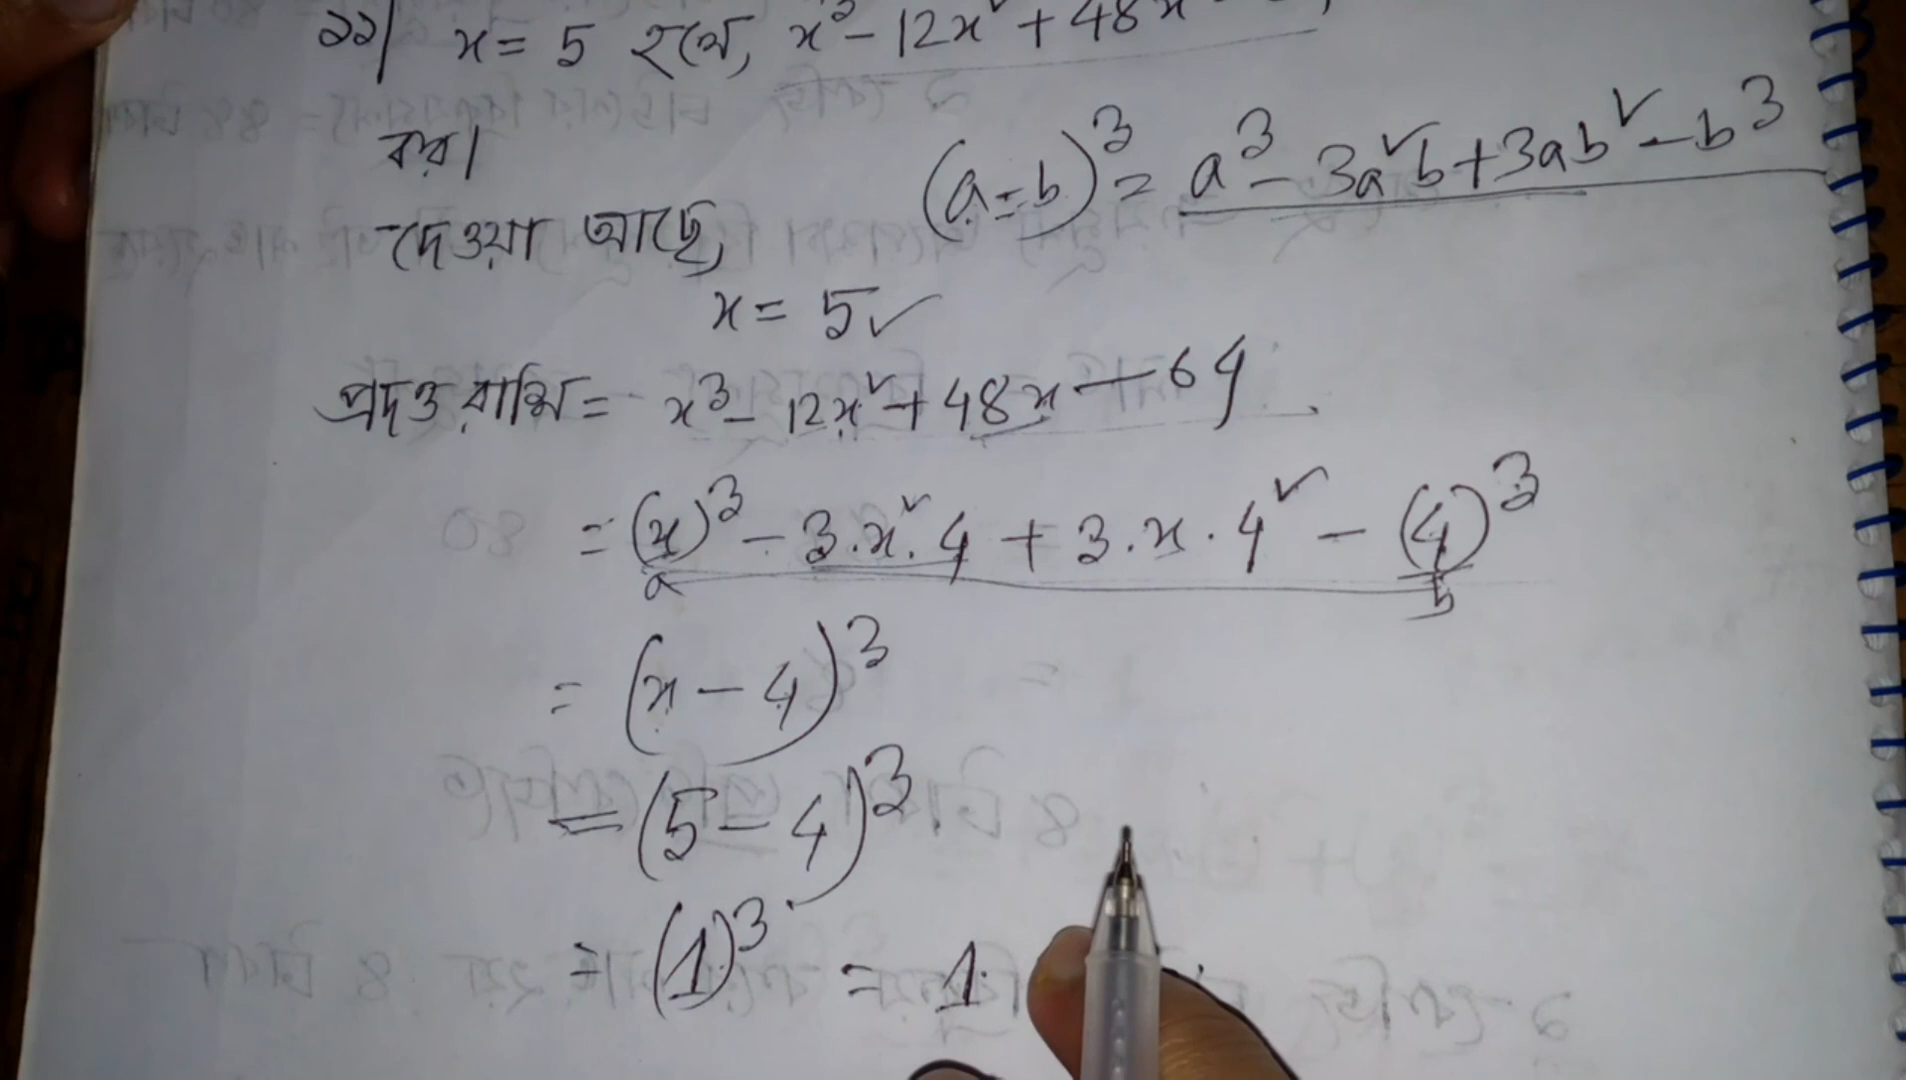 ১১| x = 5 হলে, x³ - 12x² + 48x
কর।
(a - b)³ = a³ - 3a²b + 3ab² - b³
দেওয়া আছে,
x = 5 ✓
প্রদত্ত রাশি = x³ - 12x² + 48x - 64
= (x)³ - 3.x².4 + 3.x.4² - (4)³
a b
= (x - 4)³
= (5 - 4)³
= (1)³ = 1